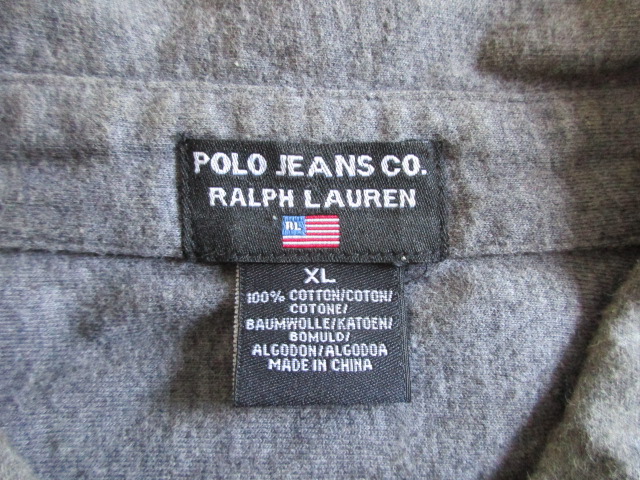 POLO JEANS CO.
RALPH LAUREN
RL
XL
100% COTTON/COTON/
COTONE/
BAUMWOLLE/KATOEN/
BOMULD/
ALGODON/ALGODOA
MADE IN CHINA